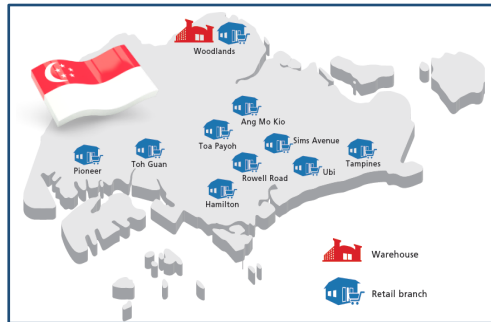 Woodlands
Ang Mo Kio
Toa Payoh
Sims Avenue
Pioneer
Toh Guan
Tampines
Rowell Road
Ubi
Hamilton
Warehouse
Retail branch